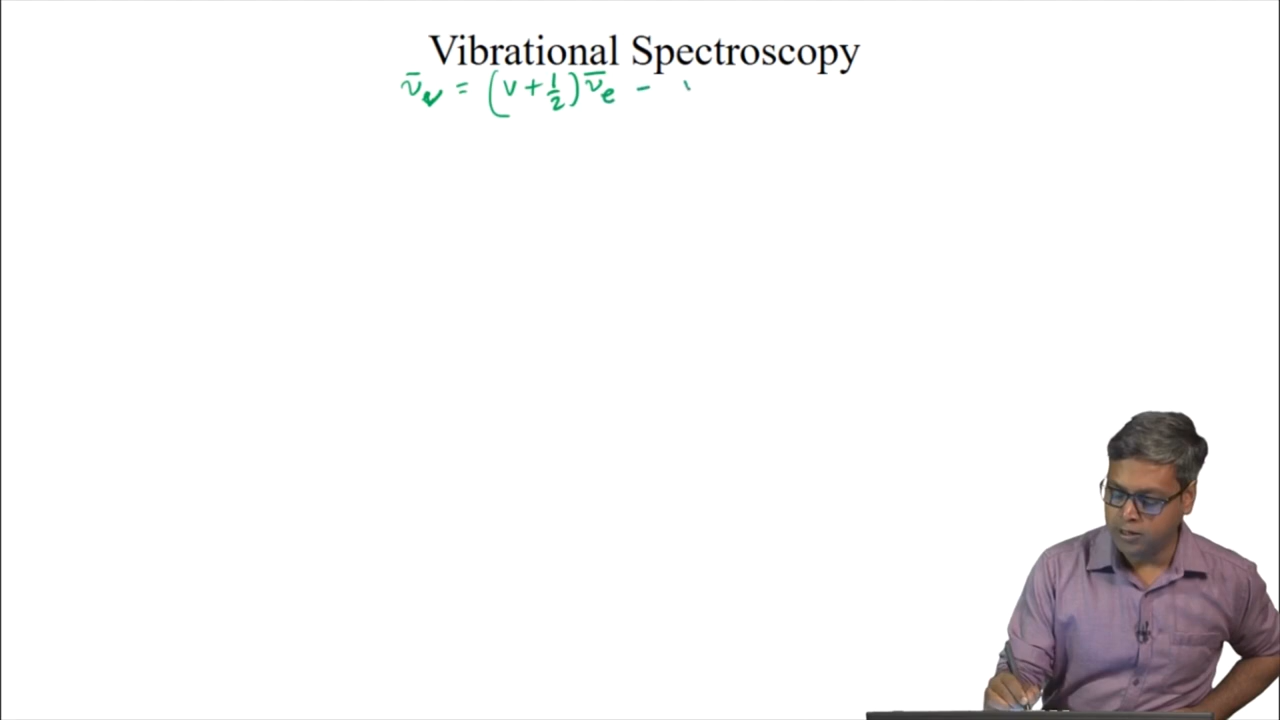 Vibrational Spectroscopy
ν̄ᵥ = (v + 1/2) ν̄ₑ -